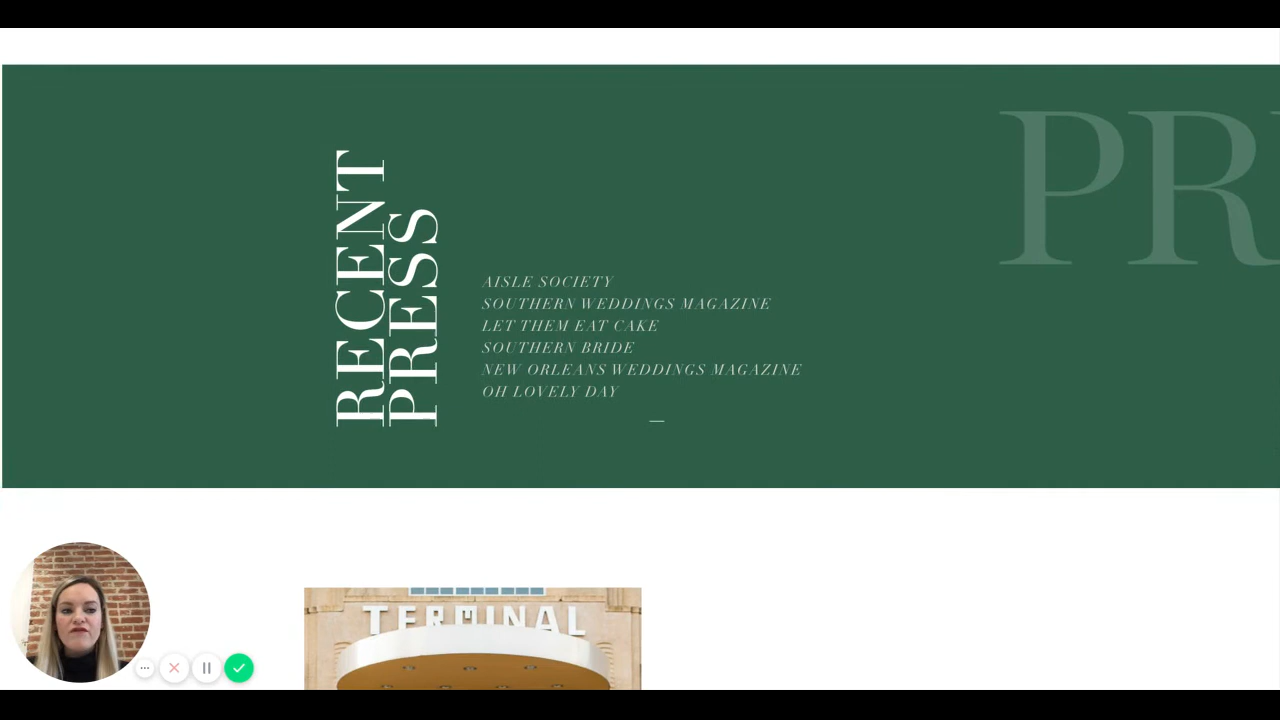 PR
RECENT
PRESS
AISLE SOCIETY
SOUTHERN WEDDINGS MAGAZINE
LET THEM EAT CAKE
SOUTHERN BRIDE
NEW ORLEANS WEDDINGS MAGAZINE
OH LOVELY DAY
TERMINAL